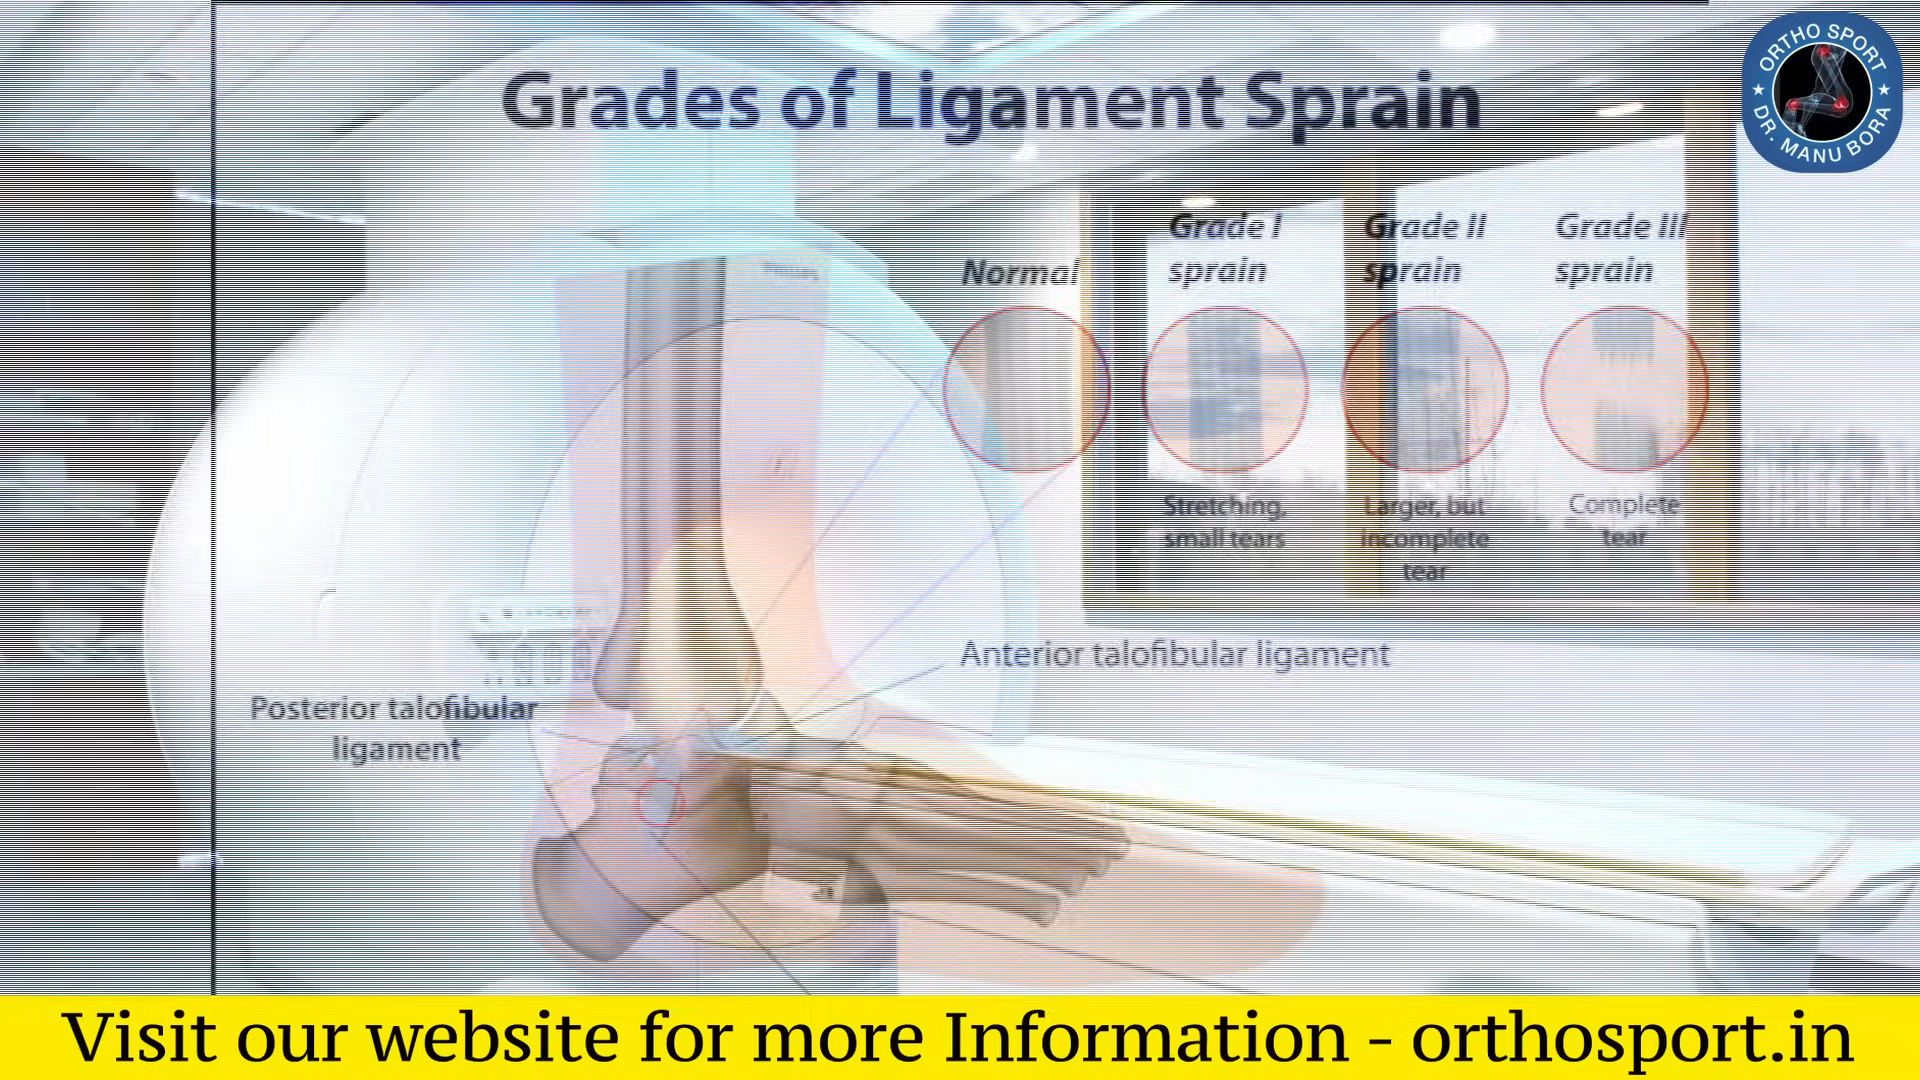 Grades of Ligament Sprain
ORTHO SPORT
DR. MANU BORA
Normal
Grade I
sprain
Grade II
sprain
Grade III
sprain
PHILIPS
Stretching,
small tears
Larger, but
incomplete
tear
Complete
tear
Anterior talofibular ligament
Posterior talofibular
ligament
Visit our website for more Information - orthosport.in